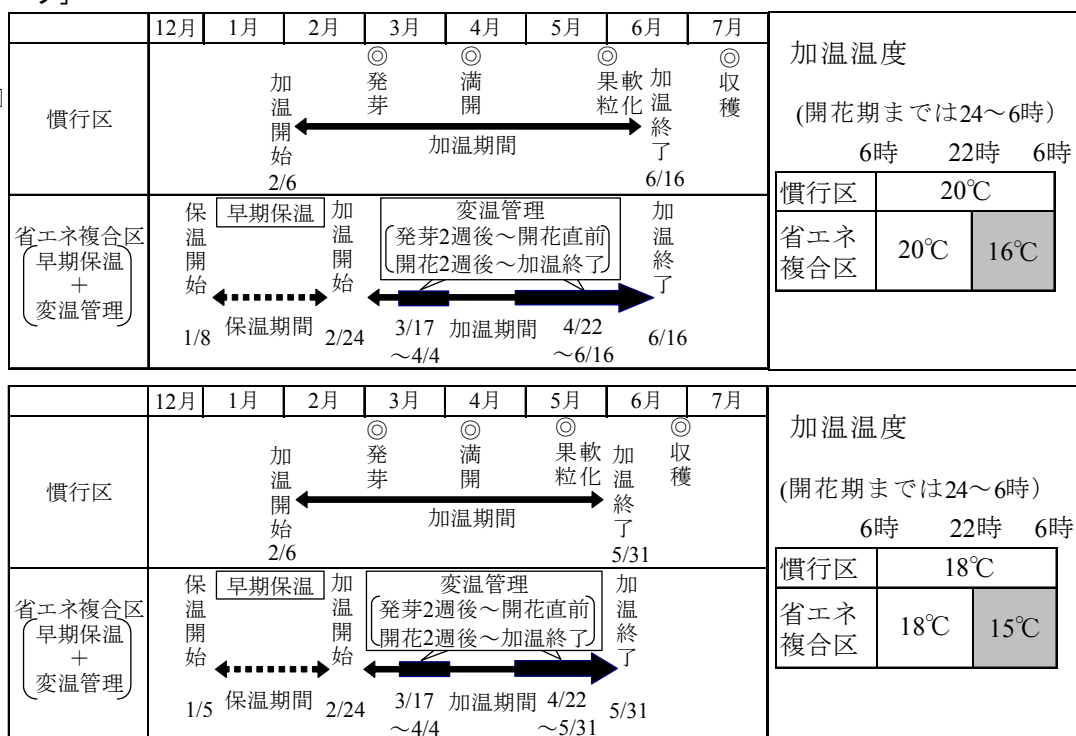 ツ」
12月 1月 2月 3月 4月 5月 6月 7月
慣行区
加温開始
2/6
◎発芽
◎満開
◎果粒軟化
加温終了
6/16
◎収穫
加温期間
省エネ複合区
早期保温
＋
変温管理
保温開始
1/8
早期保温
保温期間
加温開始
2/24
変温管理
発芽2週後～開花直前
開花2週後～加温終了
3/17
～4/4
加温期間
4/22
～6/16
加温終了
6/16
加温温度
(開花期までは24～6時)
6時 22時 6時
慣行区 20℃
省エネ
複合区
20℃ 16℃
12月 1月 2月 3月 4月 5月 6月 7月
慣行区
加温開始
2/6
◎発芽
◎満開
◎果粒軟化
加温終了
5/31
◎収穫
加温期間
省エネ複合区
早期保温
＋
変温管理
保温開始
1/5
早期保温
保温期間
加温開始
2/24
変温管理
発芽2週後～開花直前
開花2週後～加温終了
3/17
～4/4
加温期間
4/22
～5/31
加温終了
5/31
加温温度
(開花期までは24～6時)
6時 22時 6時
慣行区 18℃
省エネ
複合区
18℃ 15℃